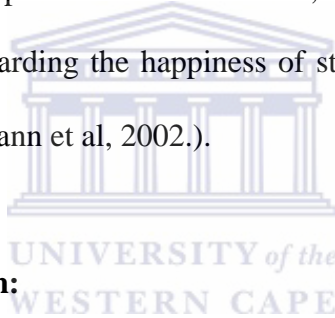 arding the happiness of st
ann et al, 2002.).
UNIVERSITY of the
WESTERN CAPE